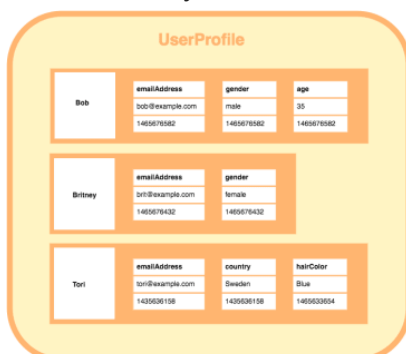 UserProfile
emailAddress gender age
Bob
bob@example.com male 35
1465676582 1465676582 1465676582
emailAddress gender
Britney
brit@example.com female
1465676432 1465676432
emailAddress country hairColor
Tori
tori@example.com Sweden Blue
1435636158 1435636158 1465633654